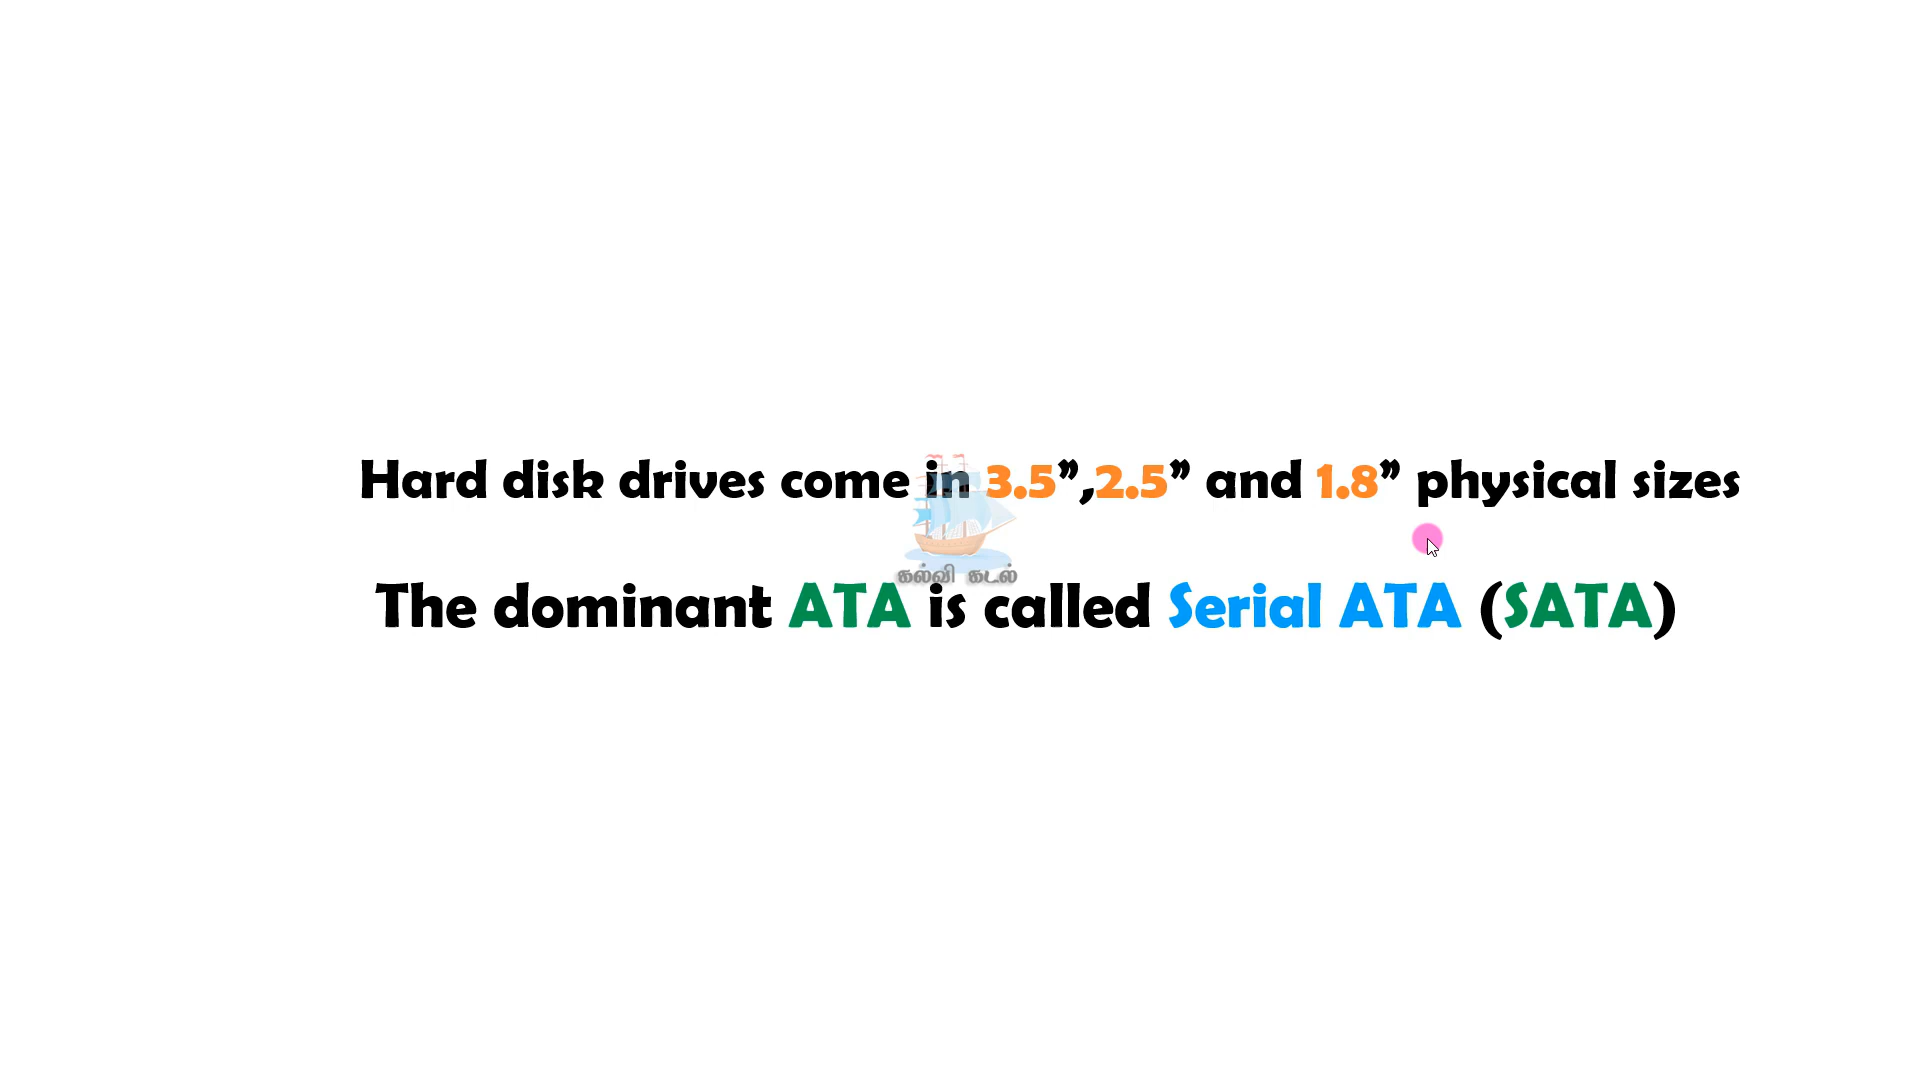 Hard disk drives come in 3.5”,2.5” and 1.8” physical sizes
கல்வி கடல்
The dominant ATA is called Serial ATA (SATA)